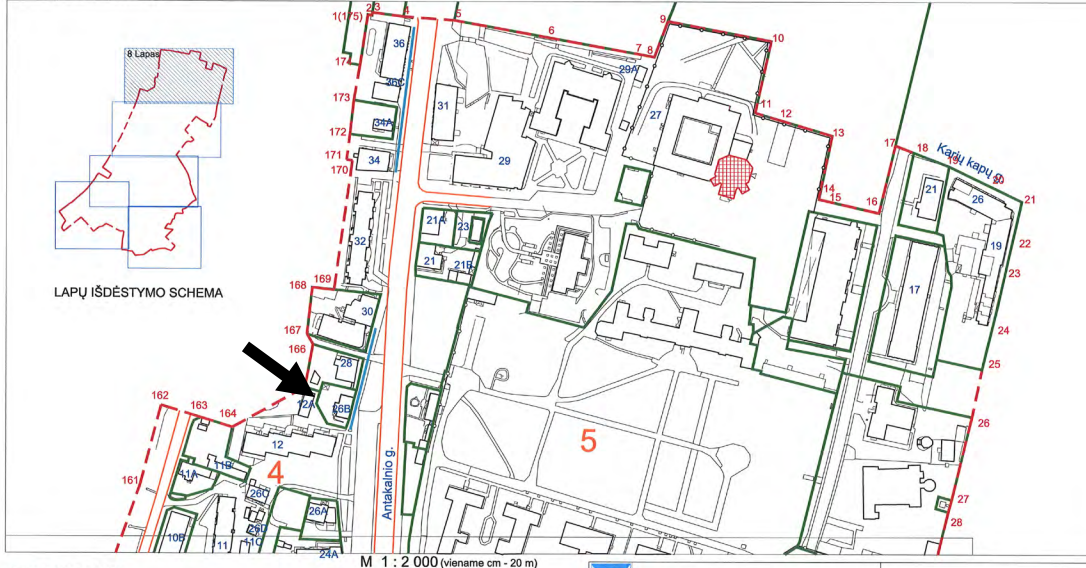 8 Lapas
LAPŲ IŠDĖSTYMO SCHEMA
1(175)
2
3
4
5
6
7
8
9
10
11
12
13
14
15
16
17
18
19
20
21
22
23
24
25
26
27
28
17
173
172
171
170
169
168
167
166
164
163
162
161
36
36C
34A
34
32
30
28
26B
12A
12
11B
11A
26C
26D
11C
26A
24A
10B
11
31
29
29A
27
21A
23
21
21B
21
26
19
17
4
5
Karių kapų g.
Antakalnio g.
M 1 : 2 000 (viename cm - 20 m)